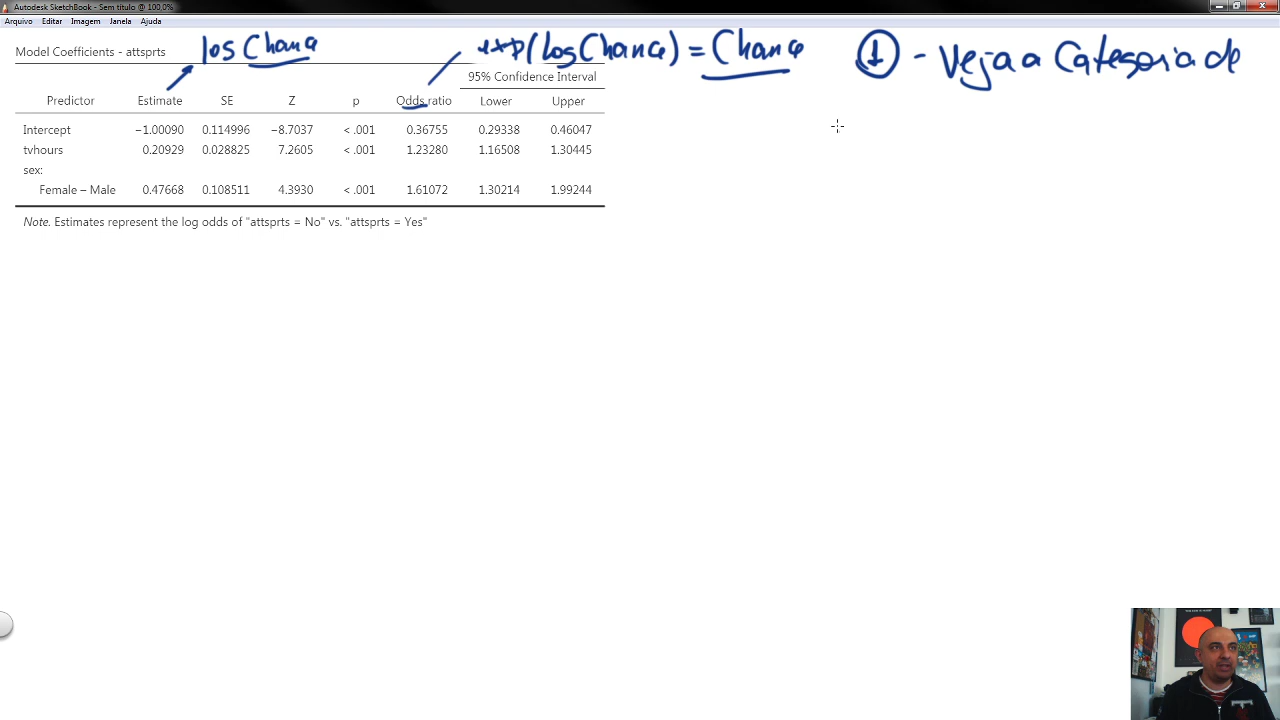 Autodesk SketchBook - Sem título @ 100,0%
Arquivo Editar Imagem Janela Ajuda
Model Coefficients - attsprts
log Chance
exp(log Chance) = Chance
① - Veja a Categoria de
95% Confidence Interval
Predictor Estimate SE Z p Odds ratio Lower Upper
Intercept −1.00090 0.114996 −8.7037 < .001 0.36755 0.29338 0.46047
tvhours 0.20929 0.028825 7.2605 < .001 1.23280 1.16508 1.30445
sex:
Female – Male 0.47668 0.108511 4.3930 < .001 1.61072 1.30214 1.99244
Note. Estimates represent the log odds of "attsprts = No" vs. "attsprts = Yes"